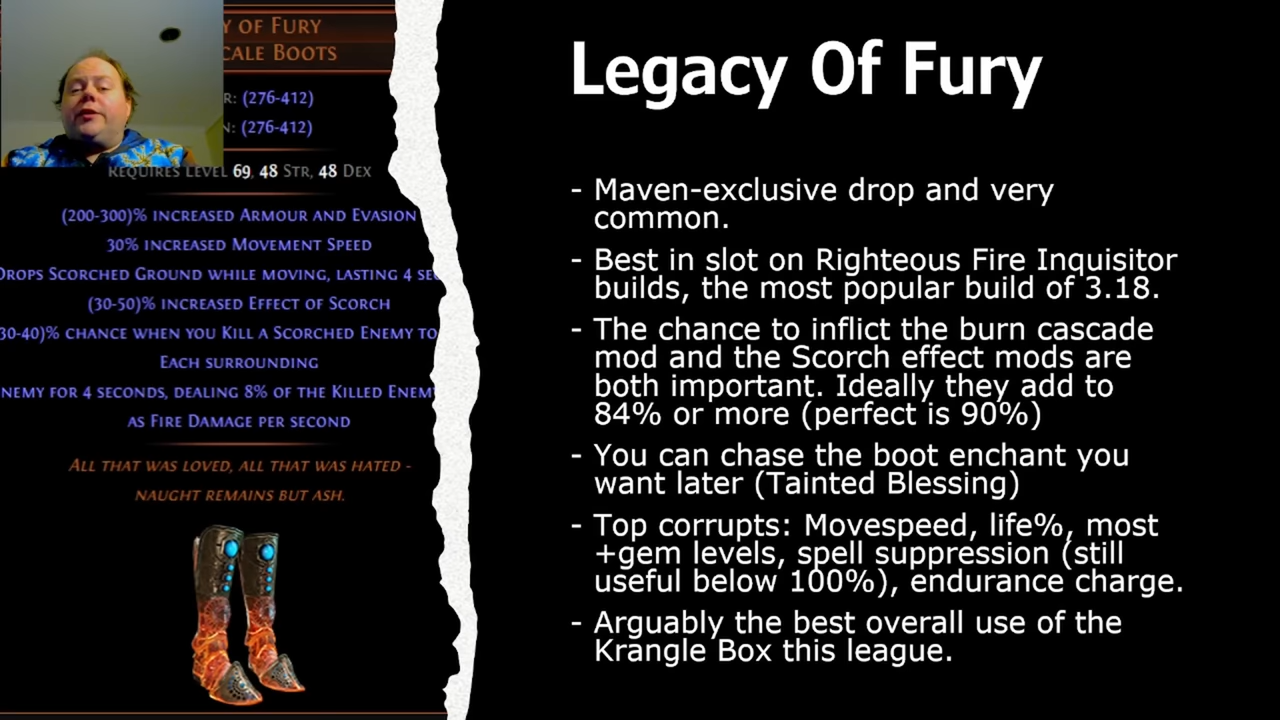 Y OF FURY
CALE BOOTS
R: (276-412)
N: (276-412)
REQUIRES LEVEL 69, 48 STR, 48 DEX
(200-300)% INCREASED ARMOUR AND EVASION
30% INCREASED MOVEMENT SPEED
DROPS SCORCHED GROUND WHILE MOVING, LASTING 4 SE
(30-50)% INCREASED EFFECT OF SCORCH
30-40)% CHANCE WHEN YOU KILL A SCORCHED ENEMY TO
EACH SURROUNDING
NEMY FOR 4 SECONDS, DEALING 8% OF THE KILLED ENEM
AS FIRE DAMAGE PER SECOND
ALL THAT WAS LOVED, ALL THAT WAS HATED -
NAUGHT REMAINS BUT ASH.
Legacy Of Fury
- Maven-exclusive drop and very
common.
- Best in slot on Righteous Fire Inquisitor
builds, the most popular build of 3.18.
- The chance to inflict the burn cascade
mod and the Scorch effect mods are
both important. Ideally they add to
84% or more (perfect is 90%)
- You can chase the boot enchant you
want later (Tainted Blessing)
- Top corrupts: Movespeed, life%, most
+gem levels, spell suppression (still
useful below 100%), endurance charge.
- Arguably the best overall use of the
Krangle Box this league.